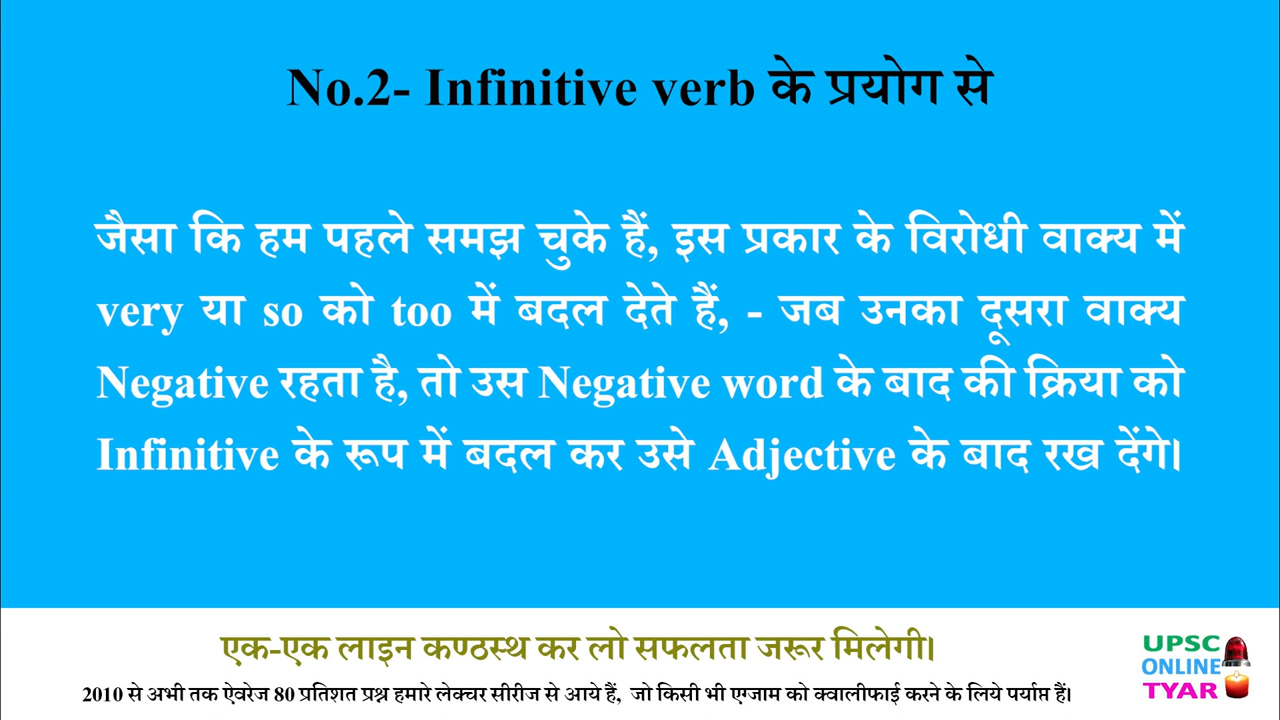 No.2- Infinitive verb के प्रयोग से
जैसा कि हम पहले समझ चुके हैं, इस प्रकार के विरोधी वाक्य में
very या so को too में बदल देते हैं, - जब उनका दूसरा वाक्य
Negative रहता है, तो उस Negative word के बाद की क्रिया को
Infinitive के रूप में बदल कर उसे Adjective के बाद रख देंगे।
एक-एक लाइन कण्ठस्थ कर लो सफलता जरूर मिलेगी।
2010 से अभी तक ऐवरेज 80 प्रतिशत प्रश्न हमारे लेक्चर सीरीज से आये हैं, जो किसी भी एग्जाम को क्वालीफाई करने के लिये पर्याप्त हैं।
UPSC
ONLINE
TYAR